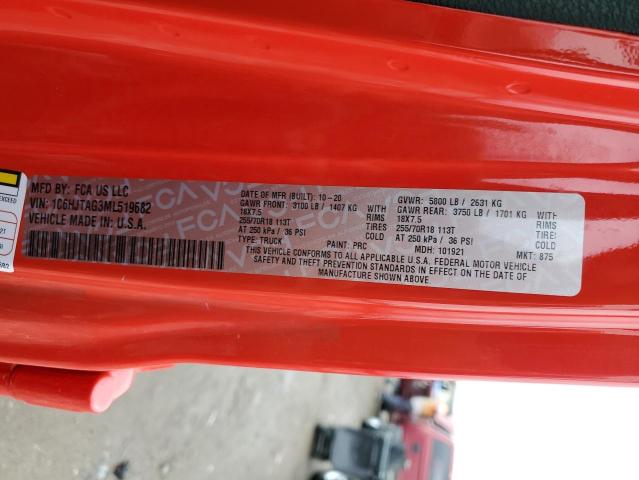 MFD BY: FCA US LLC
VIN: 1C6HJTAG3ML519682
VEHICLE MADE IN U.S.A.
DATE OF MFR (BUILT): 10-20
GAWR FRONT: 3100 LB / 1407 KG WITH
18X7.5 RIMS
255/70R18 113T TIRES
AT 250 kPa / 36 PSI COLD
TYPE: TRUCK PAINT: PRC
GVWR: 5800 LB / 2631 KG
GAWR REAR: 3750 LB / 1701 KG WITH
18X7.5 RIMS
255/70R18 113T TIRES
AT 250 kPa / 36 PSI COLD
MDH: 101921 MKT: 875
THIS VEHICLE CONFORMS TO ALL APPLICABLE U.S.A. FEDERAL MOTOR VEHICLE
SAFETY AND THEFT PREVENTION STANDARDS IN EFFECT ON THE DATE OF
MANUFACTURE SHOWN ABOVE.
EXCEED